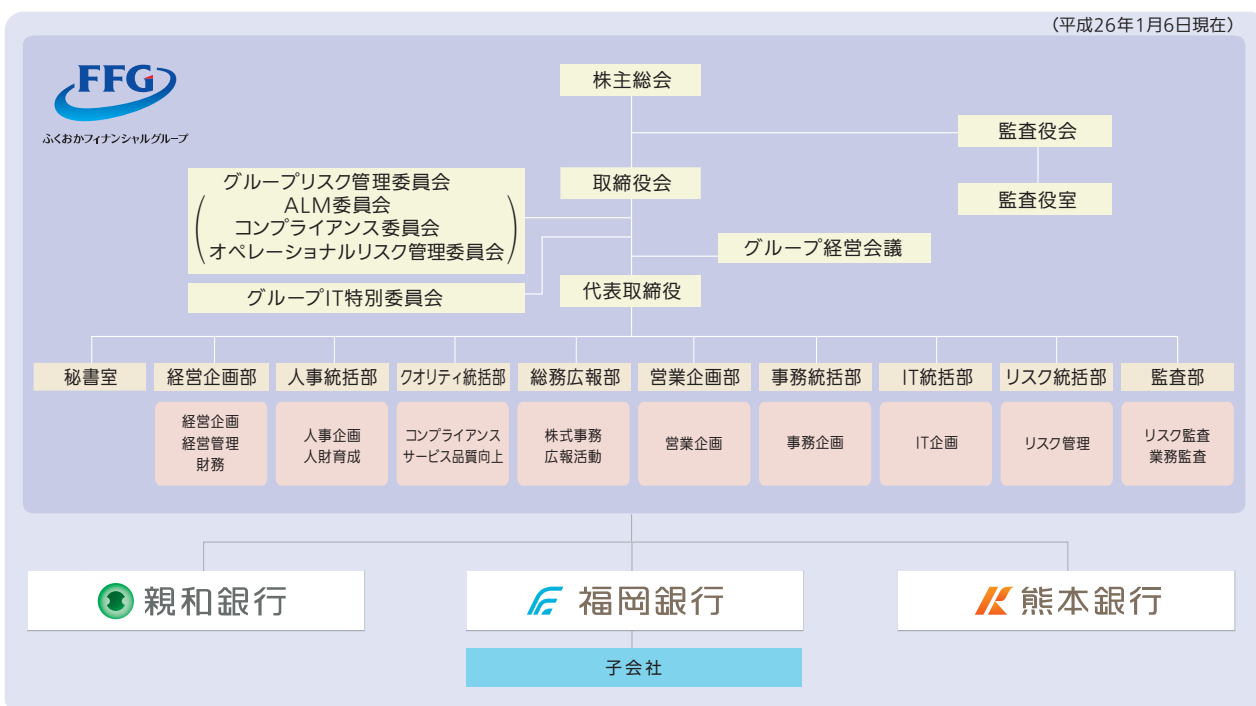 (平成26年1月6日現在)
FFG
ふくおかフィナンシャルグループ
株主総会
監査役会
監査役室
取締役会
グループリスク管理委員会
ALM委員会
コンプライアンス委員会
オペレーショナルリスク管理委員会
グループ経営会議
グループIT特別委員会
代表取締役
秘書室
経営企画部
人事統括部
クオリティ統括部
総務広報部
営業企画部
事務統括部
IT統括部
リスク統括部
監査部
経営企画
経営管理
財務
人事企画
人財育成
コンプライアンス
サービス品質向上
株式事務
広報活動
営業企画
事務企画
IT企画
リスク管理
リスク監査
業務監査
親和銀行
福岡銀行
熊本銀行
子会社